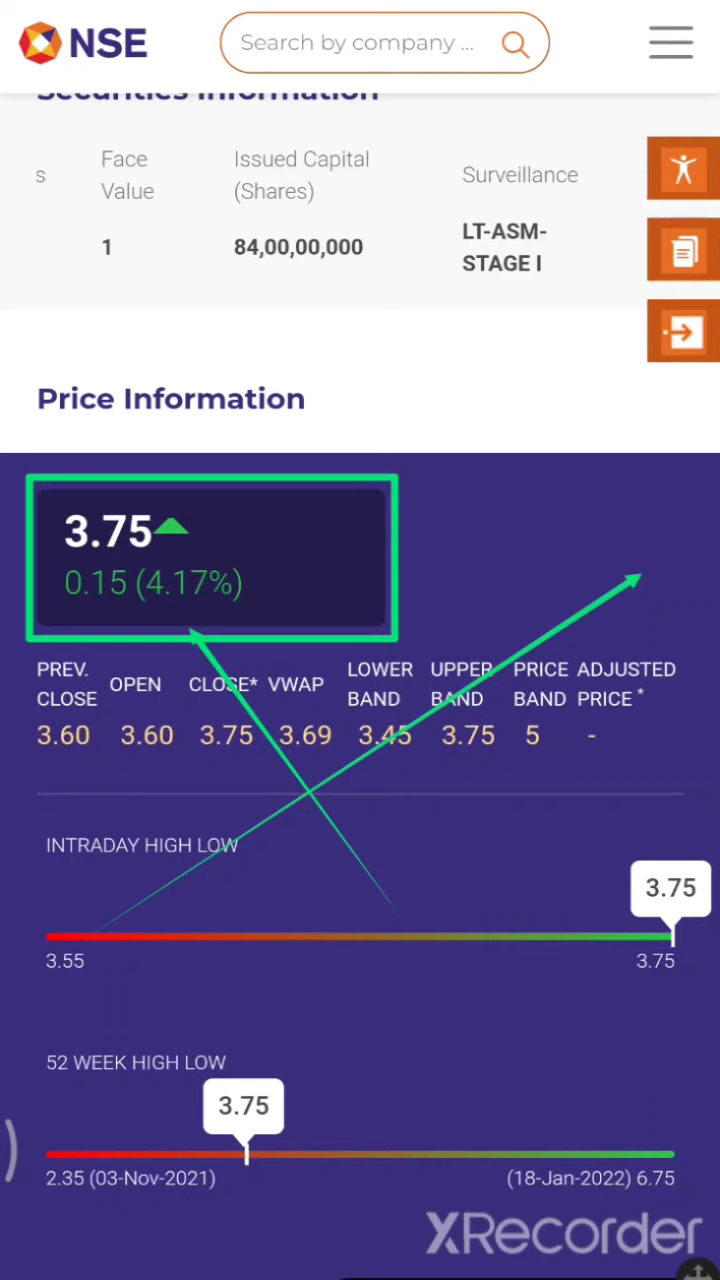 NSE
Search by company ...
Securities Information
s
Face Value
Issued Capital (Shares)
Surveillance
1
84,00,00,000
LT-ASM-
STAGE I
Price Information
3.75
0.15 (4.17%)
PREV. CLOSE OPEN CLOSE* VWAP LOWER BAND UPPER BAND PRICE BAND ADJUSTED PRICE *
3.60 3.60 3.75 3.69 3.45 3.75 5 -
INTRADAY HIGH LOW
3.75
3.55 3.75
52 WEEK HIGH LOW
3.75
2.35 (03-Nov-2021) (18-Jan-2022) 6.75
XRecorder